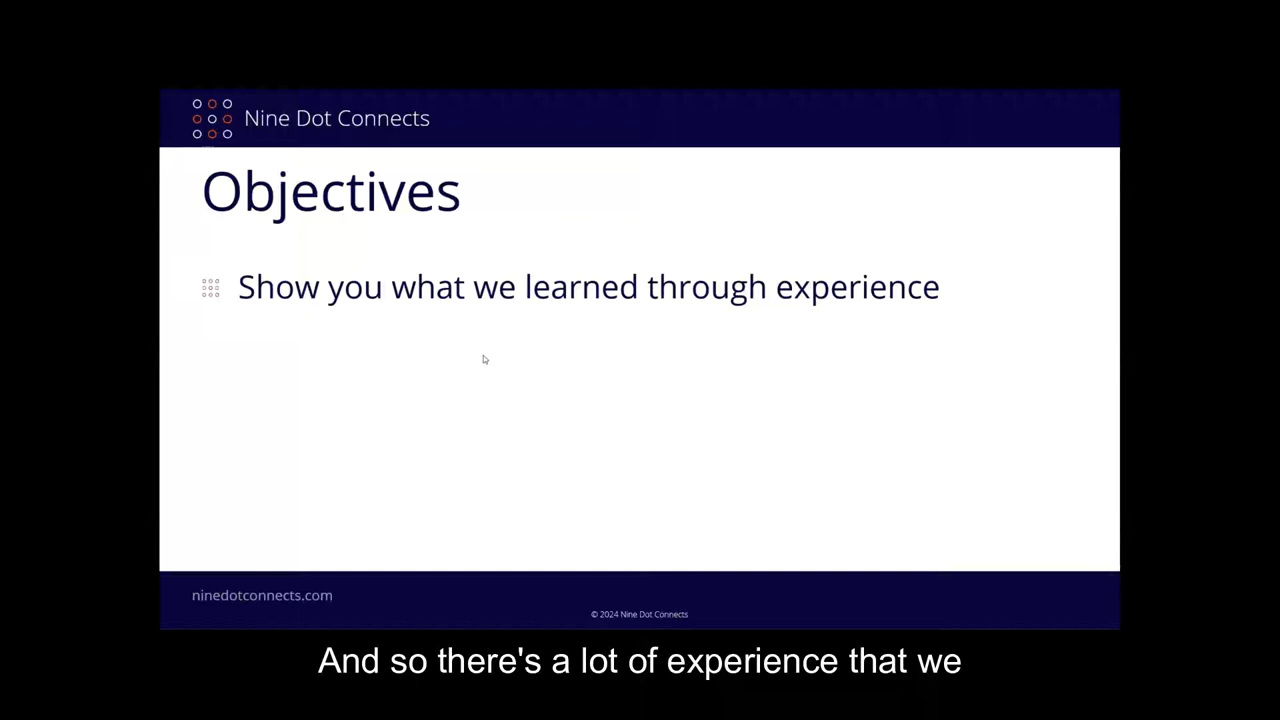 Nine Dot Connects
Objectives
Show you what we learned through experience
ninedotconnects.com
© 2024 Nine Dot Connects
And so there's a lot of experience that we